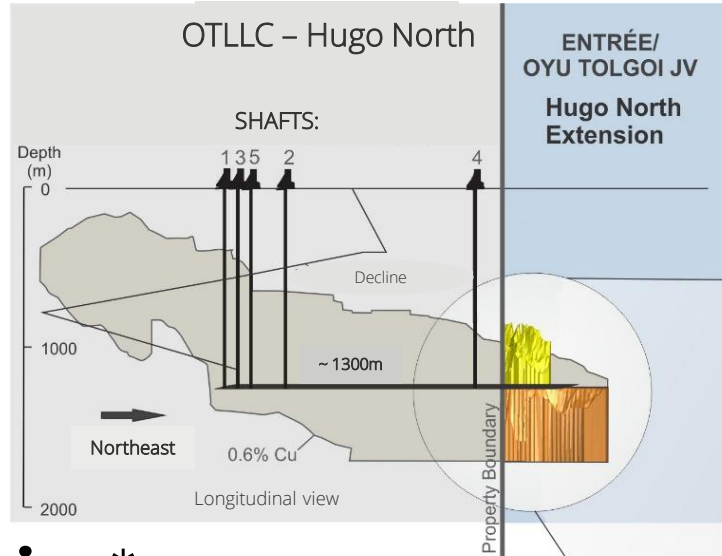 OTLLC – Hugo North
ENTRÉE/
OYU TOLGOI JV
Hugo North
Extension
SHAFTS:
Depth
(m)
1 3 5 2 4
0
Decline
1000
~ 1300m
Northeast
0.6% Cu
Property Boundary
Longitudinal view
2000